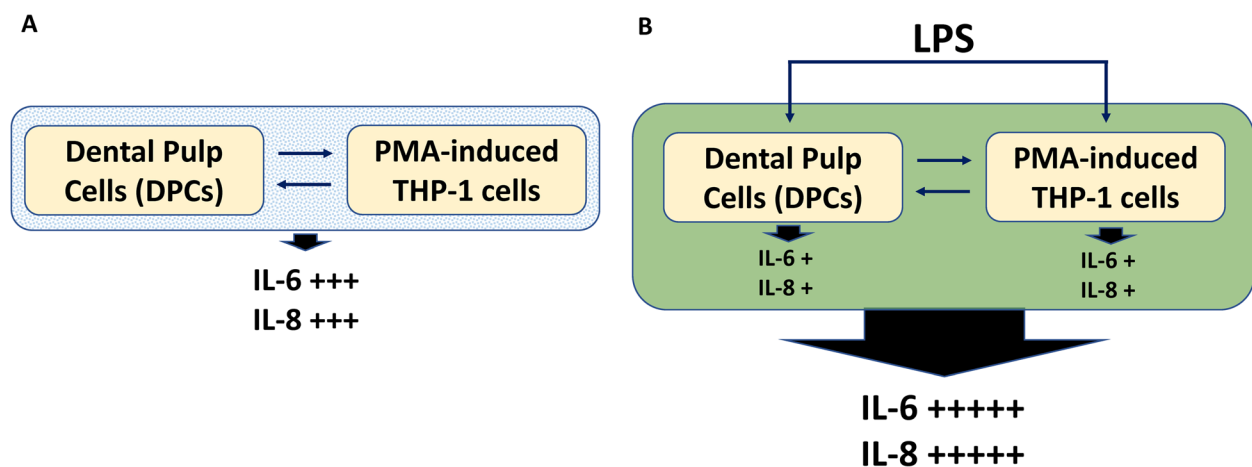 A
Dental Pulp
Cells (DPCs)
PMA-induced
THP-1 cells
IL-6 +++
IL-8 +++
B
LPS
Dental Pulp
Cells (DPCs)
PMA-induced
THP-1 cells
IL-6 +
IL-8 +
IL-6 +
IL-8 +
IL-6 +++++
IL-8 +++++